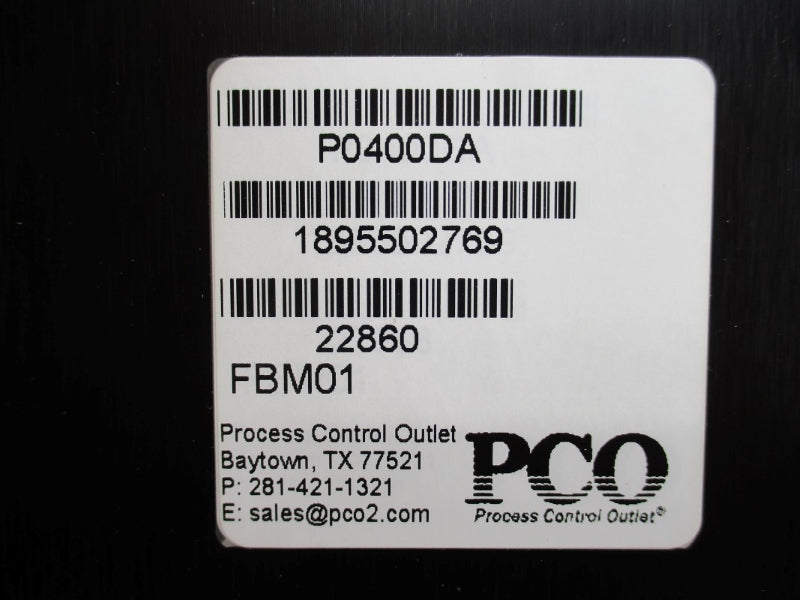 P0400DA
1895502769
22860
FBM01
Process Control Outlet
Baytown, TX 77521
P: 281-421-1321
E: sales@pco2.com
PCO
Process Control Outlet®